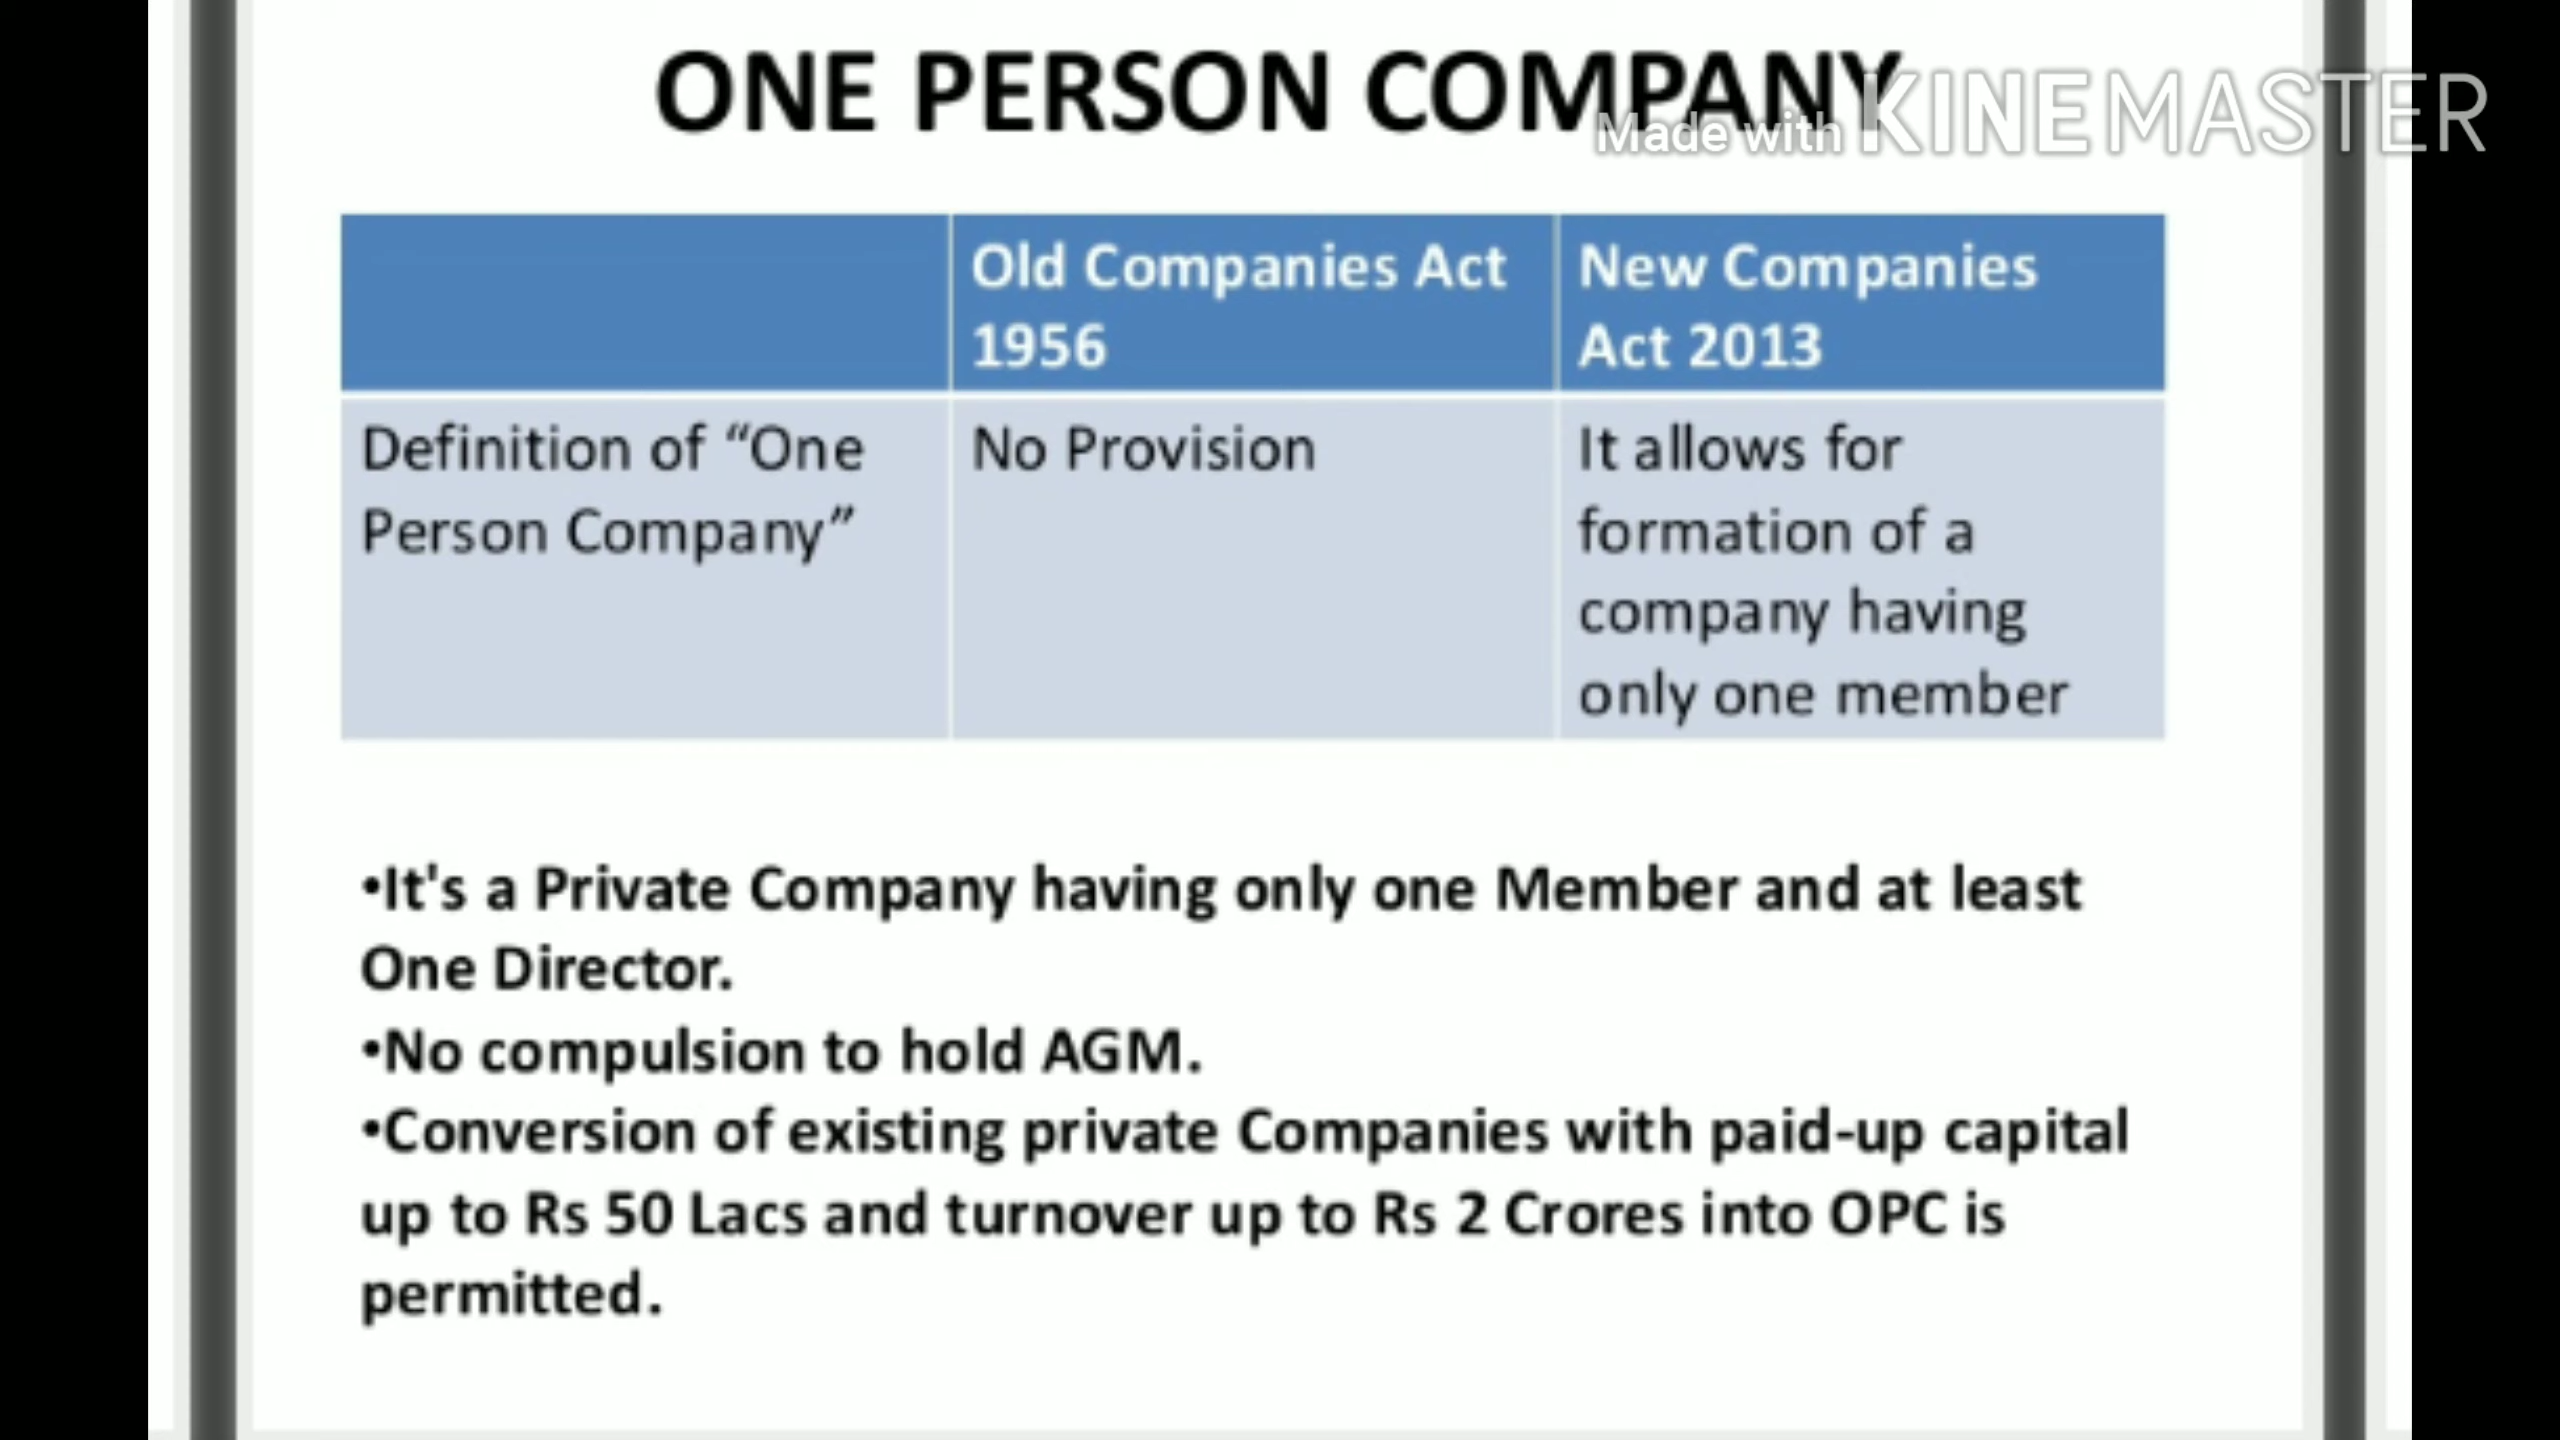 ONE PERSON COMPANY
Made with KINEMASTER
Old Companies Act
1956
New Companies
Act 2013
Definition of “One
Person Company”
No Provision
It allows for
formation of a
company having
only one member
•It's a Private Company having only one Member and at least
One Director.
•No compulsion to hold AGM.
•Conversion of existing private Companies with paid-up capital
up to Rs 50 Lacs and turnover up to Rs 2 Crores into OPC is
permitted.